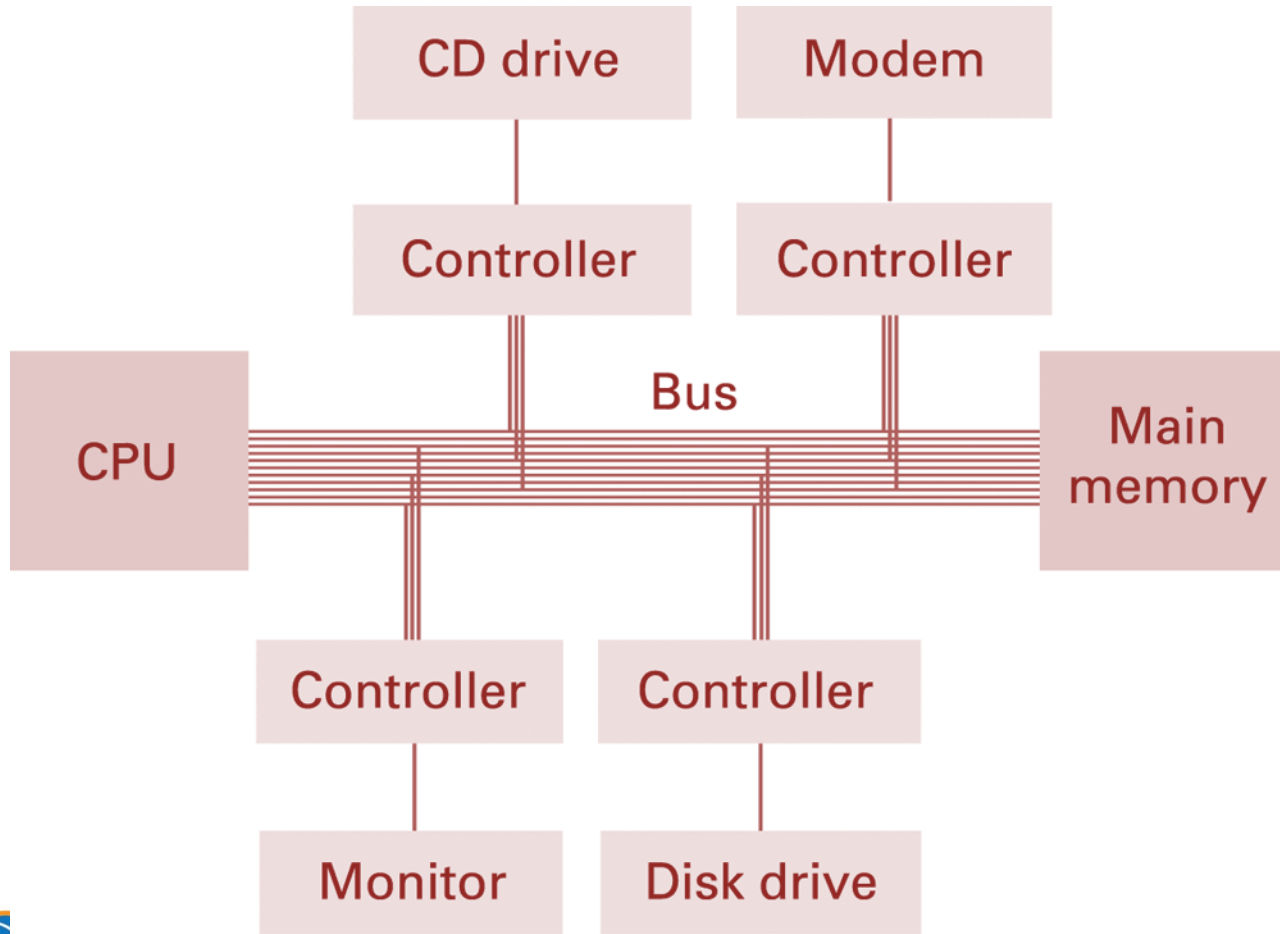 CD drive
Modem
Controller
Controller
Bus
CPU
Main
memory
Controller
Controller
Monitor
Disk drive